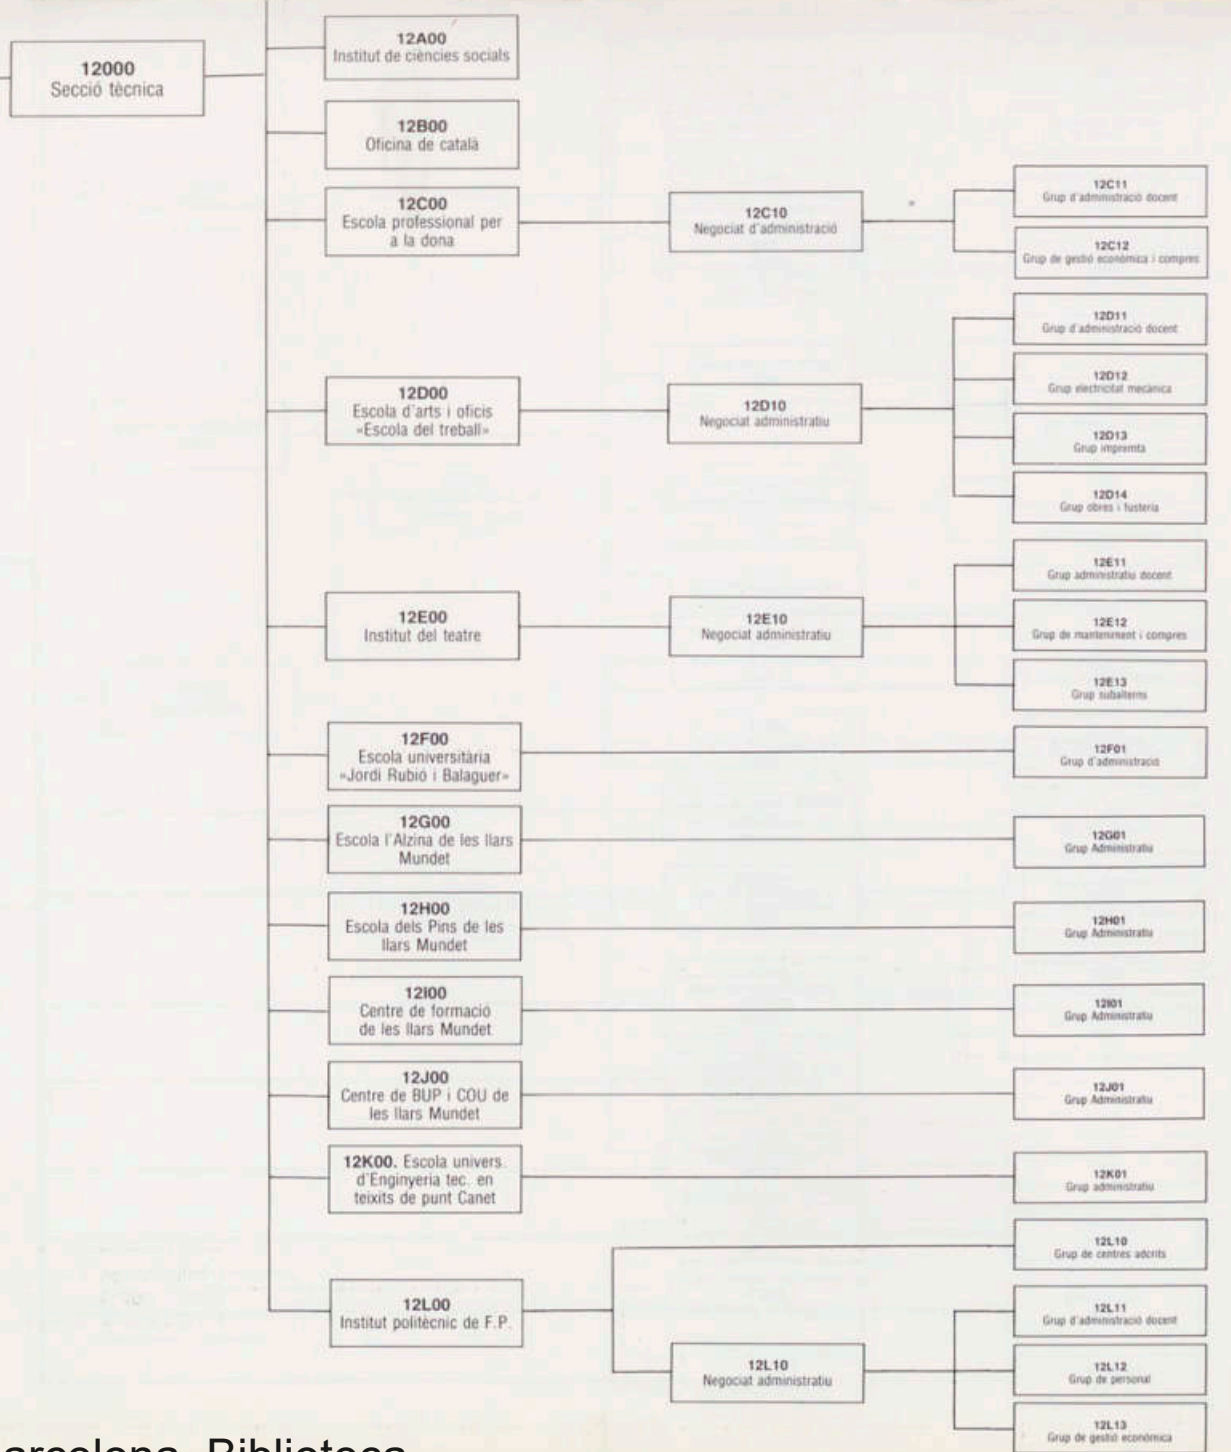 12000
Secció tècnica
12A00
Institut de ciències socials
12B00
Oficina de català
12C00
Escola professional per
a la dona
12C10
Negociat d'administració
12C11
Grup d'administració docent
12C12
Grup de gestió econòmica i compres
12D00
Escola d'arts i oficis
«Escola del treball»
12D10
Negociat administratiu
12D11
Grup d'administració docent
12D12
Grup electricitat mecànica
12D13
Grup impremta
12D14
Grup obres i fusteria
12E00
Institut del teatre
12E10
Negociat administratiu
12E11
Grup administratiu docent
12E12
Grup de manteniment i compres
12E13
Grup subalterns
12F00
Escola universitària
«Jordi Rubió i Balaguer»
12F01
Grup d'administració
12G00
Escola l'Alzina de les llars
Mundet
12G01
Grup Administratiu
12H00
Escola dels Pins de les
llars Mundet
12H01
Grup Administratiu
12I00
Centre de formació
de les llars Mundet
12I01
Grup Administratiu
12J00
Centre de BUP i COU de
les llars Mundet
12J01
Grup Administratiu
12K00. Escola univers.
d'Enginyeria tec. en
teixits de punt Canet
12K01
Grup administratiu
12L00
Institut politècnic de F.P.
12L10
Grup de centres adcrits
12L10
Negociat administratiu
12L11
Grup d'administració docent
12L12
Grup de personal
12L13
Grup de gestió econòmica
arcelona. Biblioteca